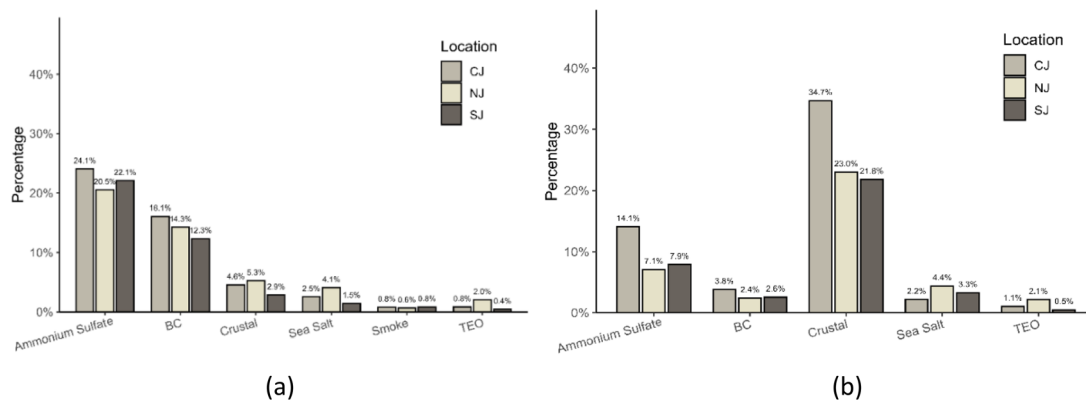 Percentage
40%
30%
20%
10%
0%
24.1%
20.5%
22.1%
16.1%
14.3%
12.3%
4.6%
5.3%
2.9%
2.5%
4.1%
1.5%
0.8%
0.6%
0.8%
0.8%
2.0%
0.4%
Ammonium Sulfate
BC
Crustal
Sea Salt
Smoke
TEO
Location
CJ
NJ
SJ
(a)
Percentage
40%
30%
20%
10%
0%
14.1%
7.1%
7.9%
3.8%
2.4%
2.6%
34.7%
23.0%
21.8%
2.2%
4.4%
3.3%
1.1%
2.1%
0.5%
Ammonium Sulfate
BC
Crustal
Sea Salt
TEO
Location
CJ
NJ
SJ
(b)